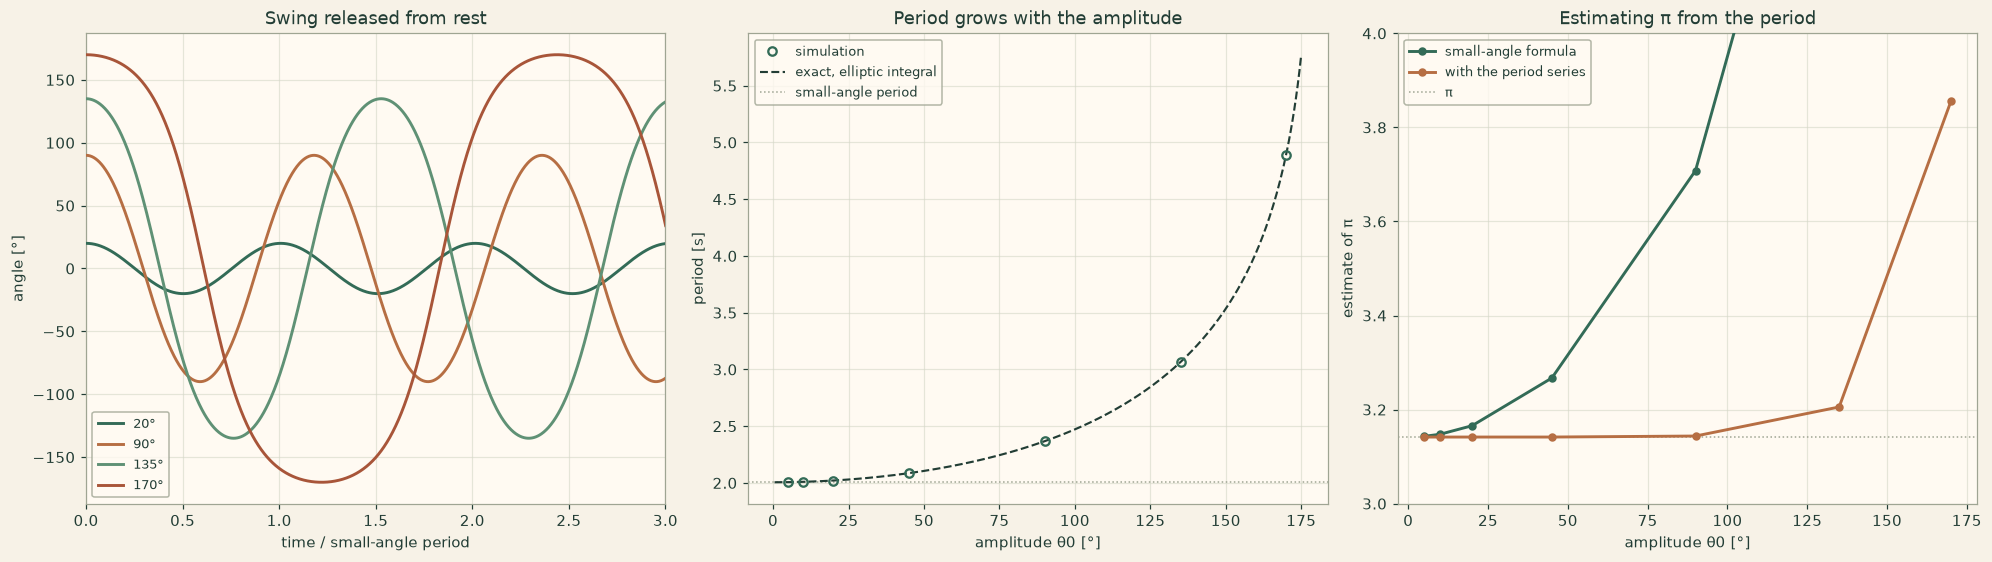 Swing released from rest
angle [°]
150
100
50
0
−50
−100
−150
20°
90°
135°
170°
0.0 0.5 1.0 1.5 2.0 2.5 3.0
time / small-angle period
Period grows with the amplitude
period [s]
simulation
exact, elliptic integral
small-angle period
5.5
5.0
4.5
4.0
3.5
3.0
2.5
2.0
0 25 50 75 100 125 150 175
amplitude θ0 [°]
Estimating π from the period
estimate of π
small-angle formula
with the period series
π
4.0
3.8
3.6
3.4
3.2
3.0
0 25 50 75 100 125 150 175
amplitude θ0 [°]